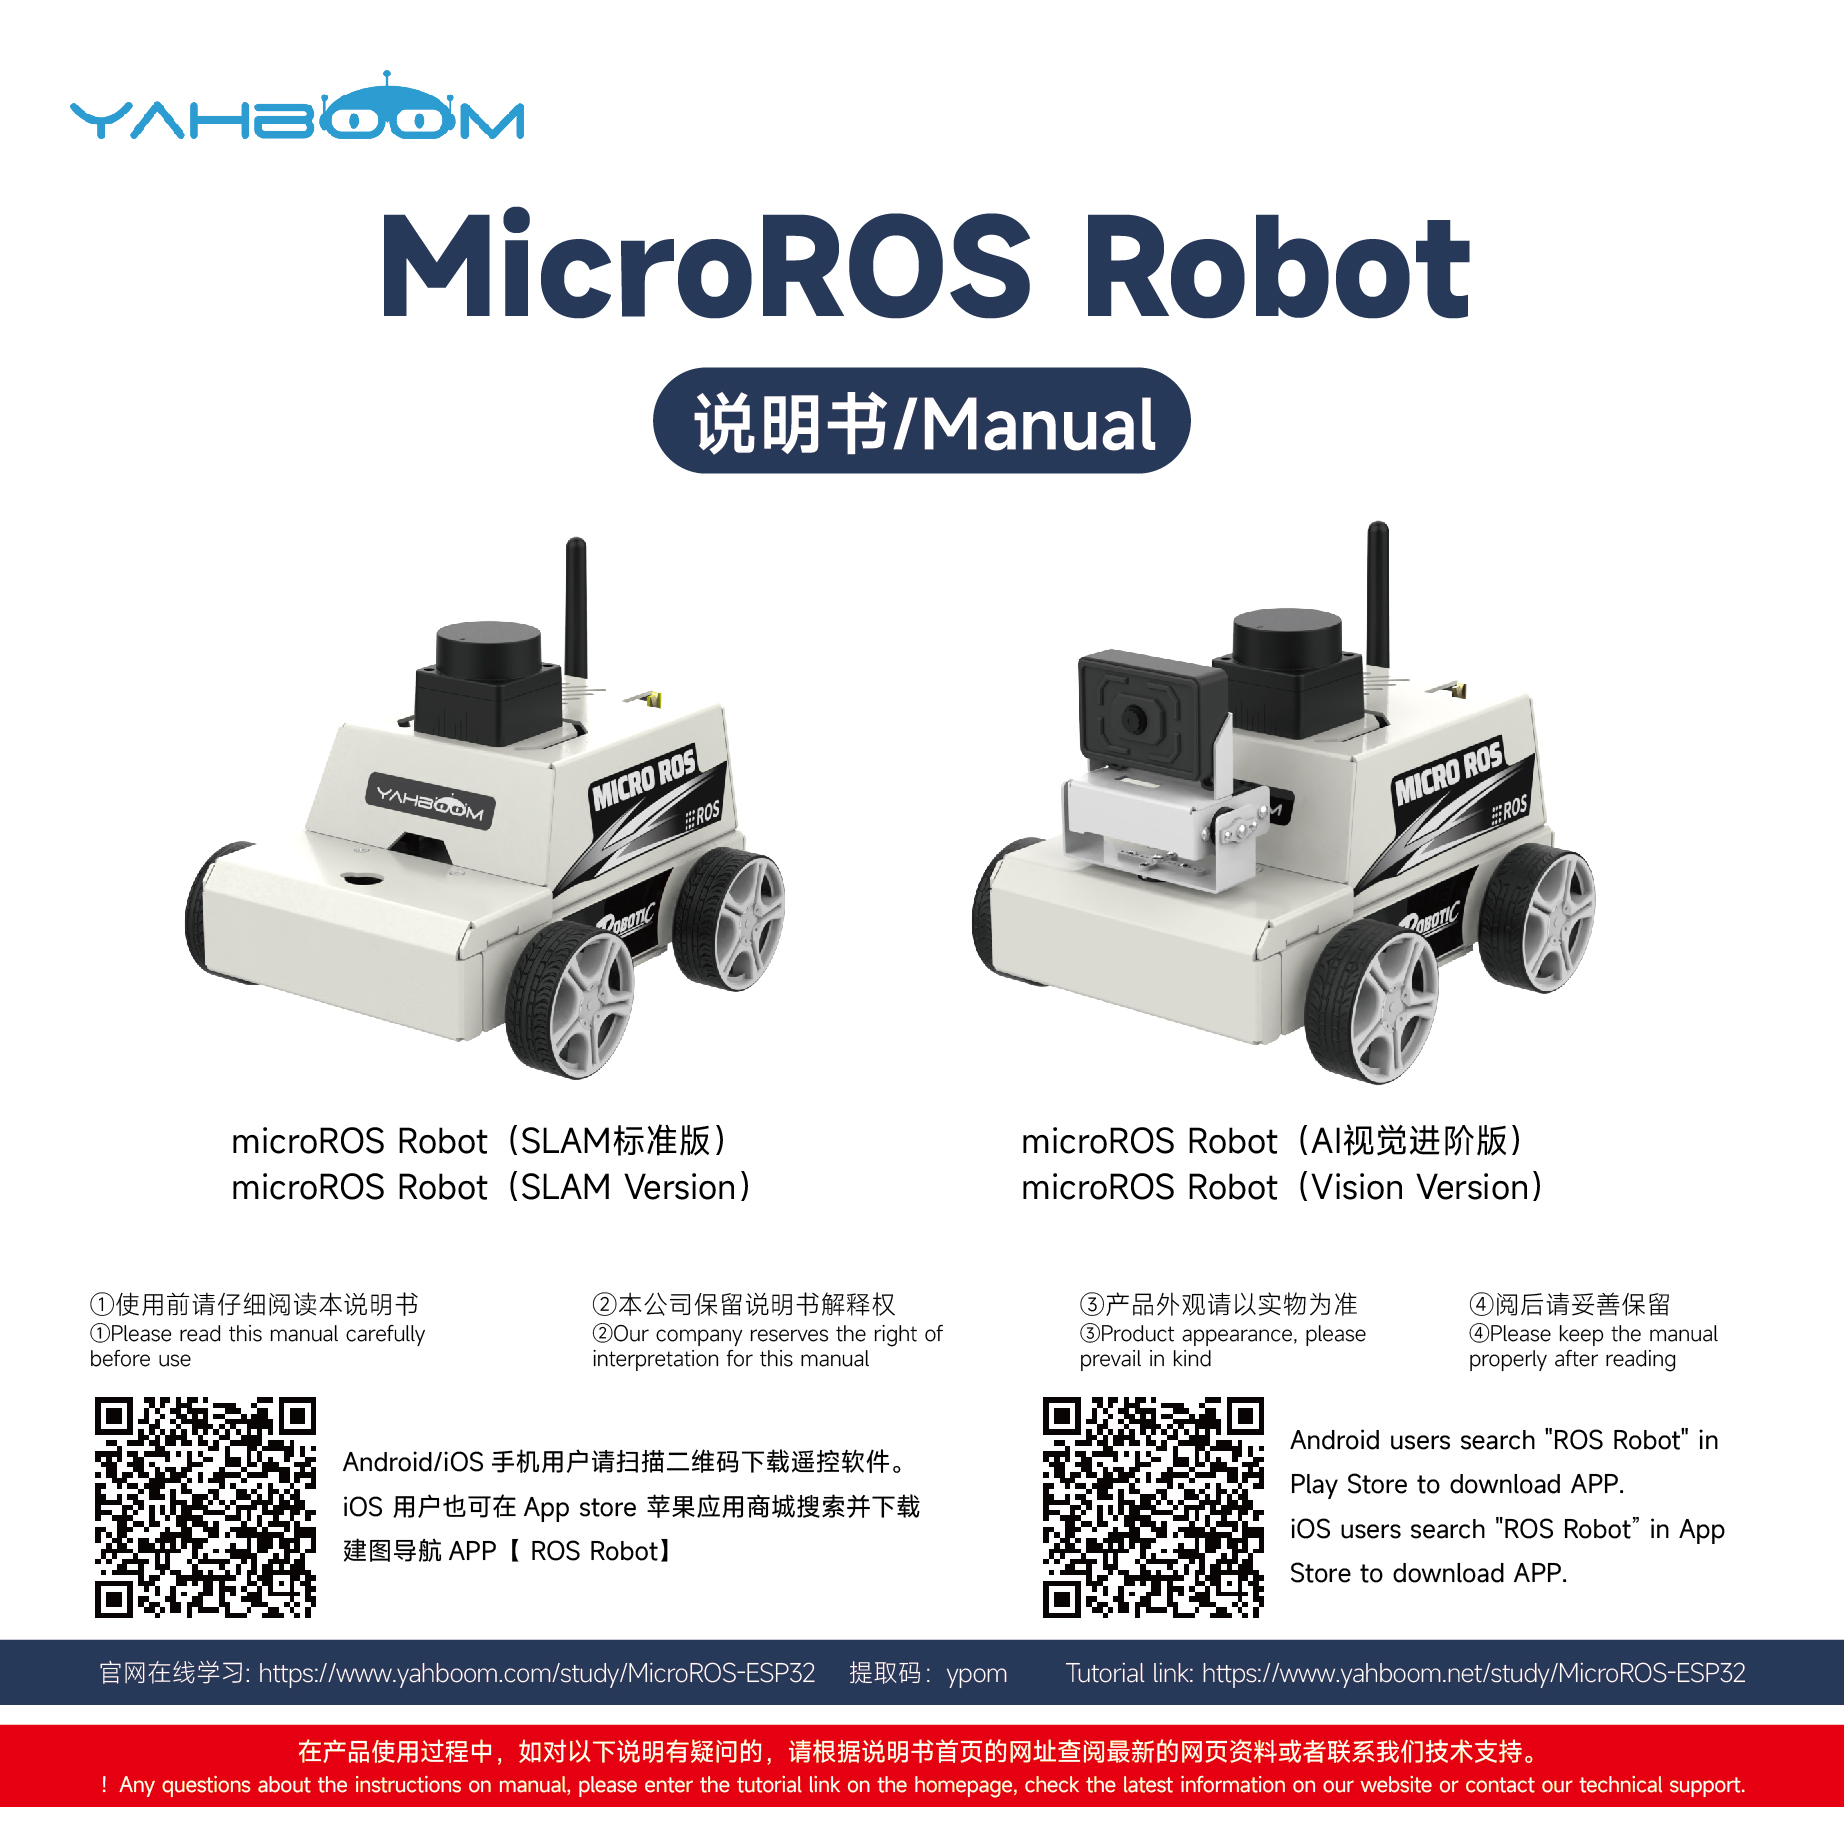 YAHBOOM
MicroROS Robot
说明书/Manual
YAHBOOM
MICRO ROS
ROS
ROBOTIC
M
MICRO ROS
ROS
ROBOTIC
microROS Robot（SLAM标准版）
microROS Robot（SLAM Version）
microROS Robot（AI视觉进阶版）
microROS Robot（Vision Version）
①使用前请仔细阅读本说明书
①Please read this manual carefully
before use
②本公司保留说明书解释权
②Our company reserves the right of
interpretation for this manual
③产品外观请以实物为准
③Product appearance, please
prevail in kind
④阅后请妥善保留
④Please keep the manual
properly after reading
Android/iOS 手机用户请扫描二维码下载遥控软件。
iOS 用户也可在 App store 苹果应用商城搜索并下载
建图导航 APP【 ROS Robot】
Android users search "ROS Robot" in
Play Store to download APP.
iOS users search "ROS Robot” in App
Store to download APP.
官网在线学习: https://www.yahboom.com/study/MicroROS-ESP32 提取码：ypom Tutorial link: https://www.yahboom.net/study/MicroROS-ESP32
在产品使用过程中，如对以下说明有疑问的，请根据说明书首页的网址查阅最新的网页资料或者联系我们技术支持。
！Any questions about the instructions on manual, please enter the tutorial link on the homepage, check the latest information on our website or contact our technical support.